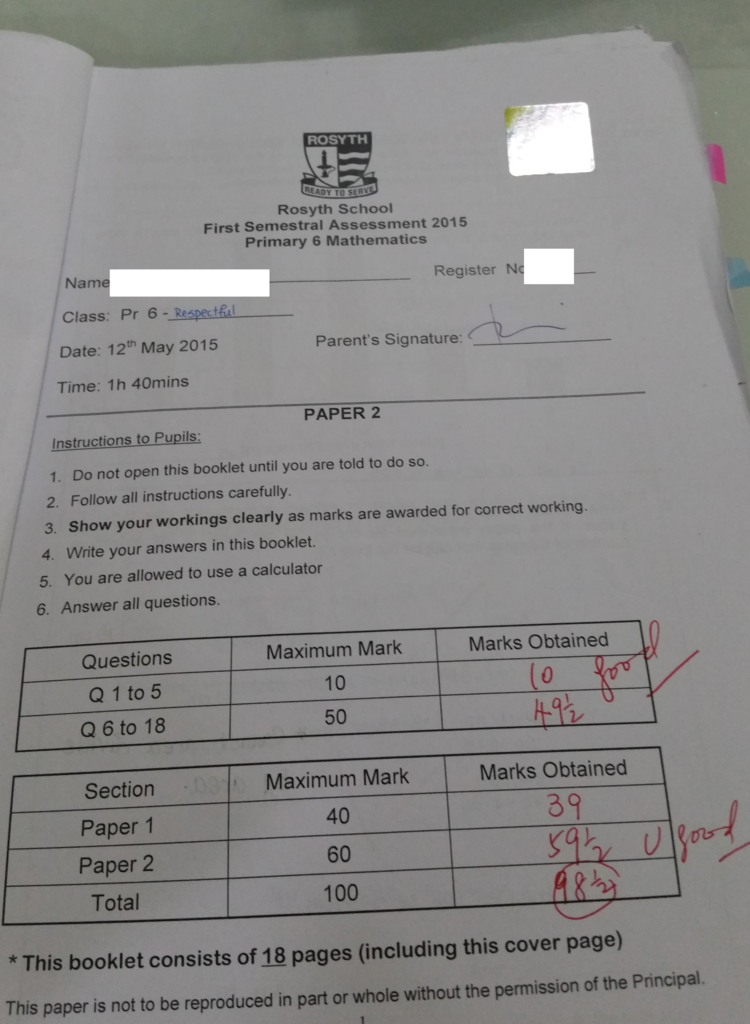 ROSYTH
READY TO SERVE
Rosyth School
First Semestral Assessment 2015
Primary 6 Mathematics
Name Register No
Class: Pr 6 - Respectful
Date: 12th May 2015 Parent's Signature:
Time: 1h 40mins
PAPER 2
Instructions to Pupils:
1. Do not open this booklet until you are told to do so.
2. Follow all instructions carefully.
3. Show your workings clearly as marks are awarded for correct working.
4. Write your answers in this booklet.
5. You are allowed to use a calculator
6. Answer all questions.
Questions Maximum Mark Marks Obtained
Q 1 to 5 10 10 good
Q 6 to 18 50 49½
Section Maximum Mark Marks Obtained
Paper 1 40 39
Paper 2 60 59½ V good
Total 100 98½
* This booklet consists of 18 pages (including this cover page)
This paper is not to be reproduced in part or whole without the permission of the Principal.
1